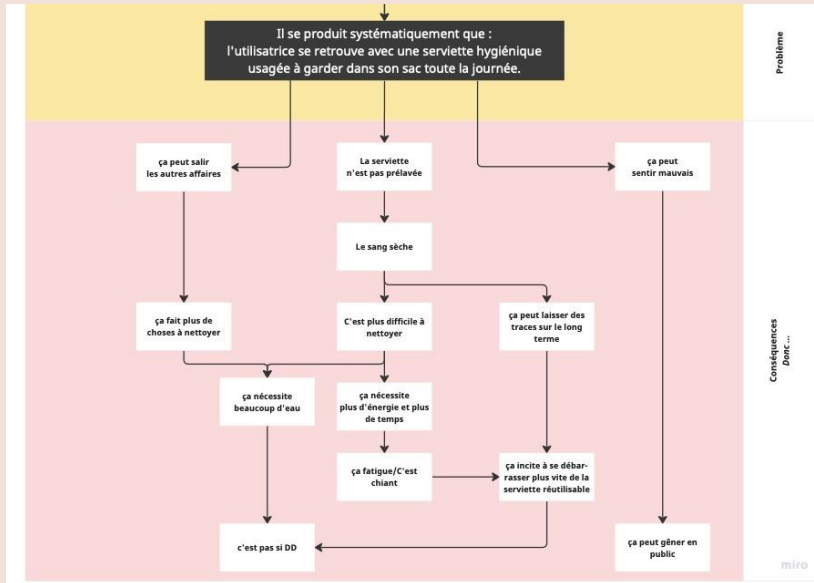 Il se produit systématiquement que :
l'utilisatrice se retrouve avec une serviette hygiénique
usagée à garder dans son sac toute la journée.
Problème
ça peut salir
les autres affaires
La serviette
n'est pas prélavée
ça peut
sentir mauvais
Le sang sèche
ça fait plus de
choses à nettoyer
C'est plus difficile à
nettoyer
ça peut laisser des
traces sur le long
terme
Conséquences
Donc ...
ça nécessite
beaucoup d'eau
ça nécessite
plus d'énergie et plus
de temps
ça fatigue/C'est
chiant
ça incite à se débar-
rasser plus vite de la
serviette réutilisable
c'est pas si DD
ça peut gêner en
public
miro